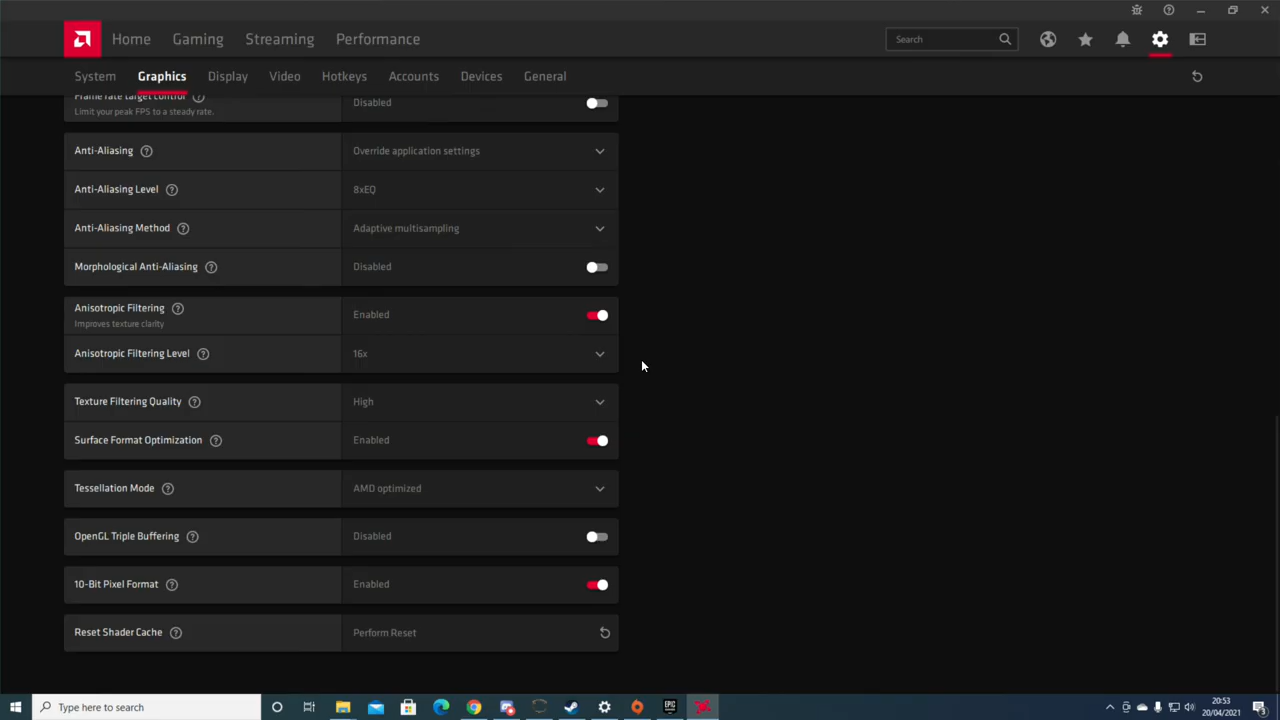 Home Gaming Streaming Performance Search
System Graphics Display Video Hotkeys Accounts Devices General
Frame rate target control Disabled
Limit your peak FPS to a steady rate.
Anti-Aliasing Override application settings
Anti-Aliasing Level 8xEQ
Anti-Aliasing Method Adaptive multisampling
Morphological Anti-Aliasing Disabled
Anisotropic Filtering Enabled
Improves texture clarity
Anisotropic Filtering Level 16x
Texture Filtering Quality High
Surface Format Optimization Enabled
Tessellation Mode AMD optimized
OpenGL Triple Buffering Disabled
10-Bit Pixel Format Enabled
Reset Shader Cache Perform Reset
Type here to search
EPIC
20:53
20/04/2021
3